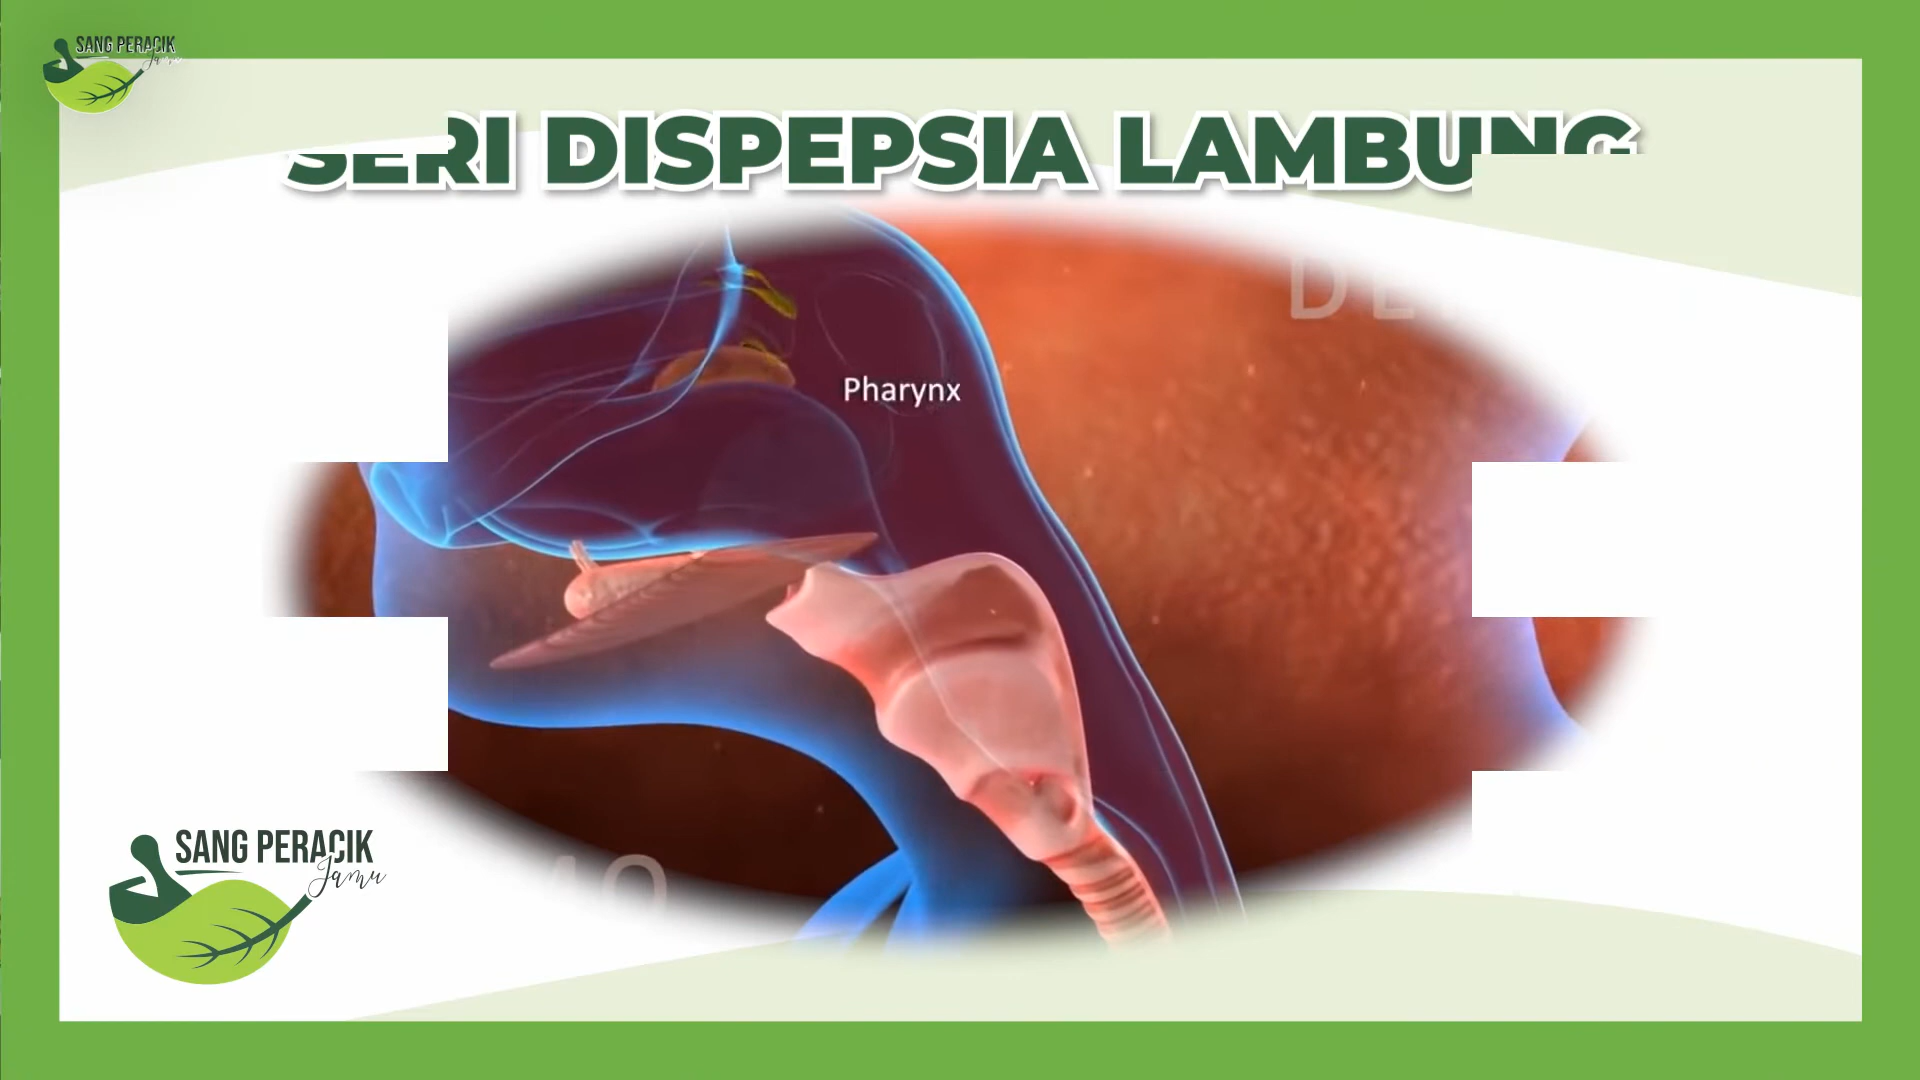 SANG PERACIK
Jamu
SERI DISPEPSIA LAMBUNG
Pharynx
SANG PERACIK
Jamu